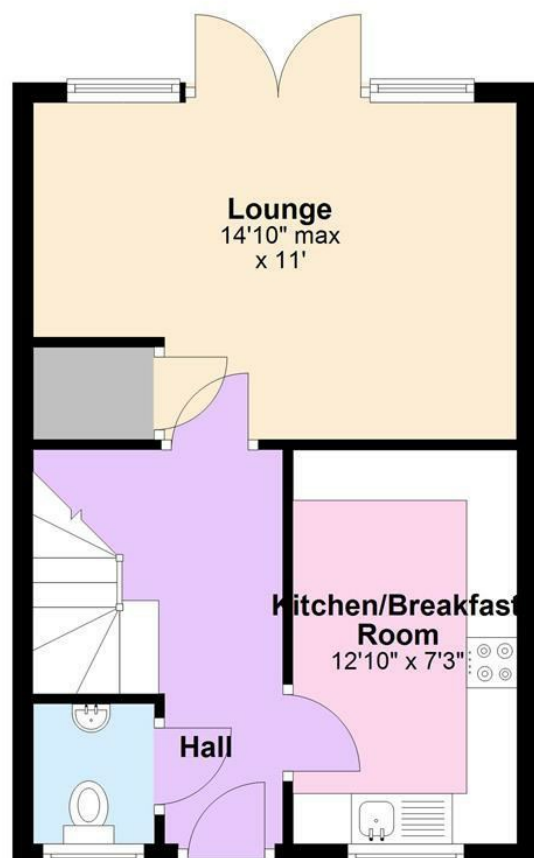 Lounge
14'10" max
x 11'
Kitchen/Breakfast
Room
12'10" x 7'3"
Hall